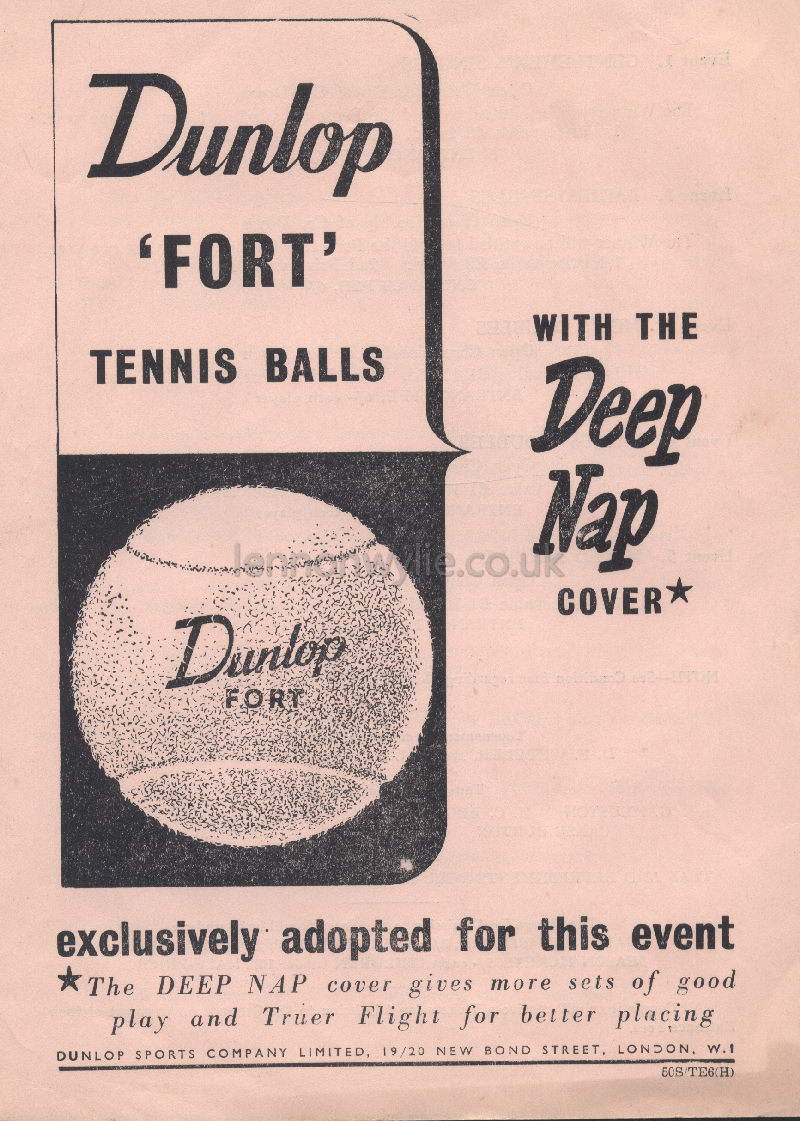 Dunlop
‘FORT’
TENNIS BALLS
WITH THE
Deep
Nap
COVER★
Dunlop
FORT
lennonwylie.co.uk
exclusively adopted for this event
★The DEEP NAP cover gives more sets of good
play and Truer Flight for better placing
DUNLOP SPORTS COMPANY LIMITED, 19/20 NEW BOND STREET, LONDON, W.1
50S/TE6(H)